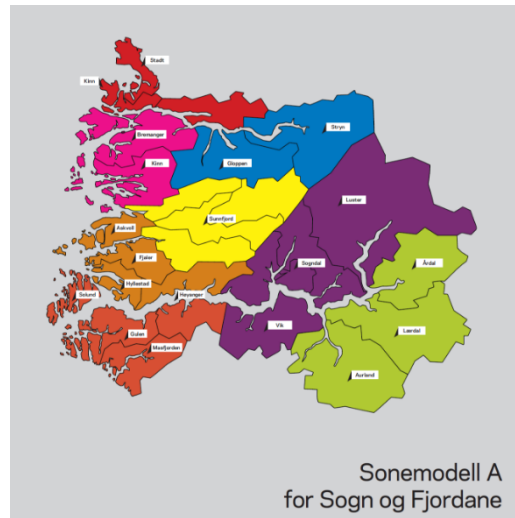 Stadt
Kinn
Bremanger
Stryn
Kinn
Gloppen
Luster
Sunnfjord
Askvoll
Fjaler
Sogndal
Årdal
Hyllestad
Høyanger
Solund
Vik
Gulen
Lærdal
Masfjorden
Aurland
Sonemodell A
for Sogn og Fjordane